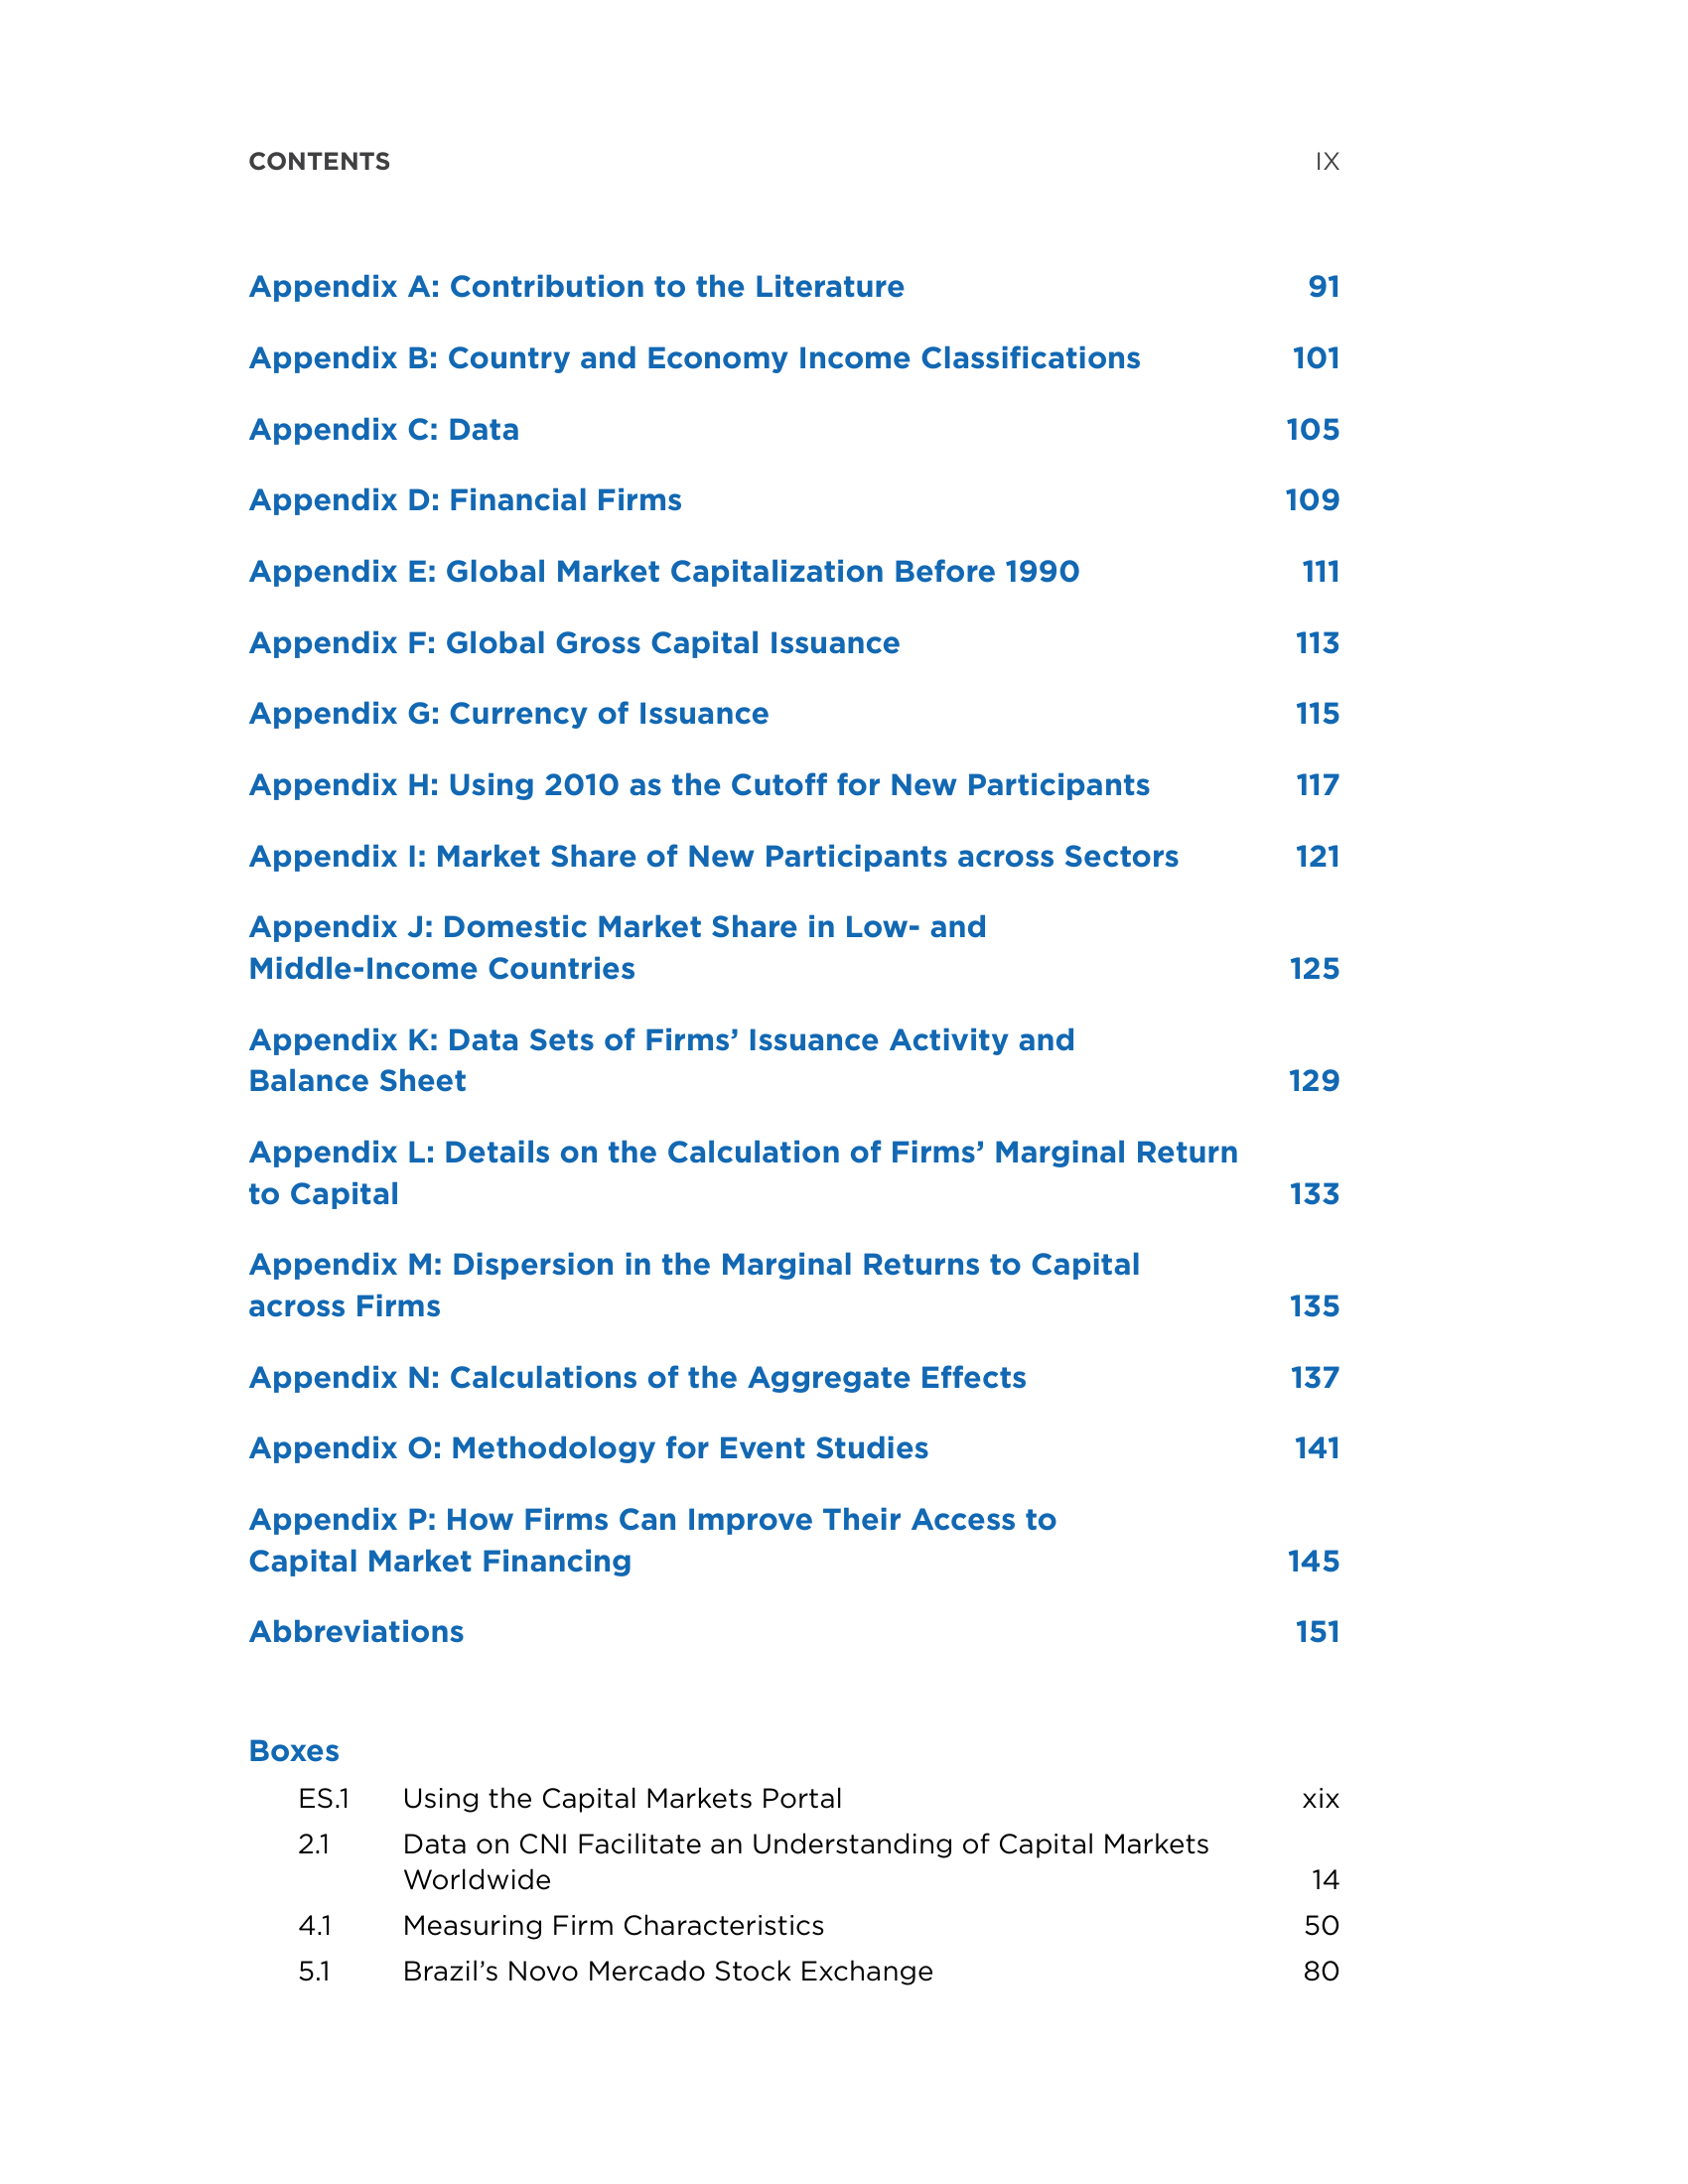 CONTENTS IX
Appendix A: Contribution to the Literature 91
Appendix B: Country and Economy Income Classifications 101
Appendix C: Data 105
Appendix D: Financial Firms 109
Appendix E: Global Market Capitalization Before 1990 111
Appendix F: Global Gross Capital Issuance 113
Appendix G: Currency of Issuance 115
Appendix H: Using 2010 as the Cutoff for New Participants 117
Appendix I: Market Share of New Participants across Sectors 121
Appendix J: Domestic Market Share in Low- and
Middle-Income Countries 125
Appendix K: Data Sets of Firms’ Issuance Activity and
Balance Sheet 129
Appendix L: Details on the Calculation of Firms’ Marginal Return
to Capital 133
Appendix M: Dispersion in the Marginal Returns to Capital
across Firms 135
Appendix N: Calculations of the Aggregate Effects 137
Appendix O: Methodology for Event Studies 141
Appendix P: How Firms Can Improve Their Access to
Capital Market Financing 145
Abbreviations 151
Boxes
ES.1 Using the Capital Markets Portal xix
2.1 Data on CNI Facilitate an Understanding of Capital Markets
Worldwide 14
4.1 Measuring Firm Characteristics 50
5.1 Brazil’s Novo Mercado Stock Exchange 80